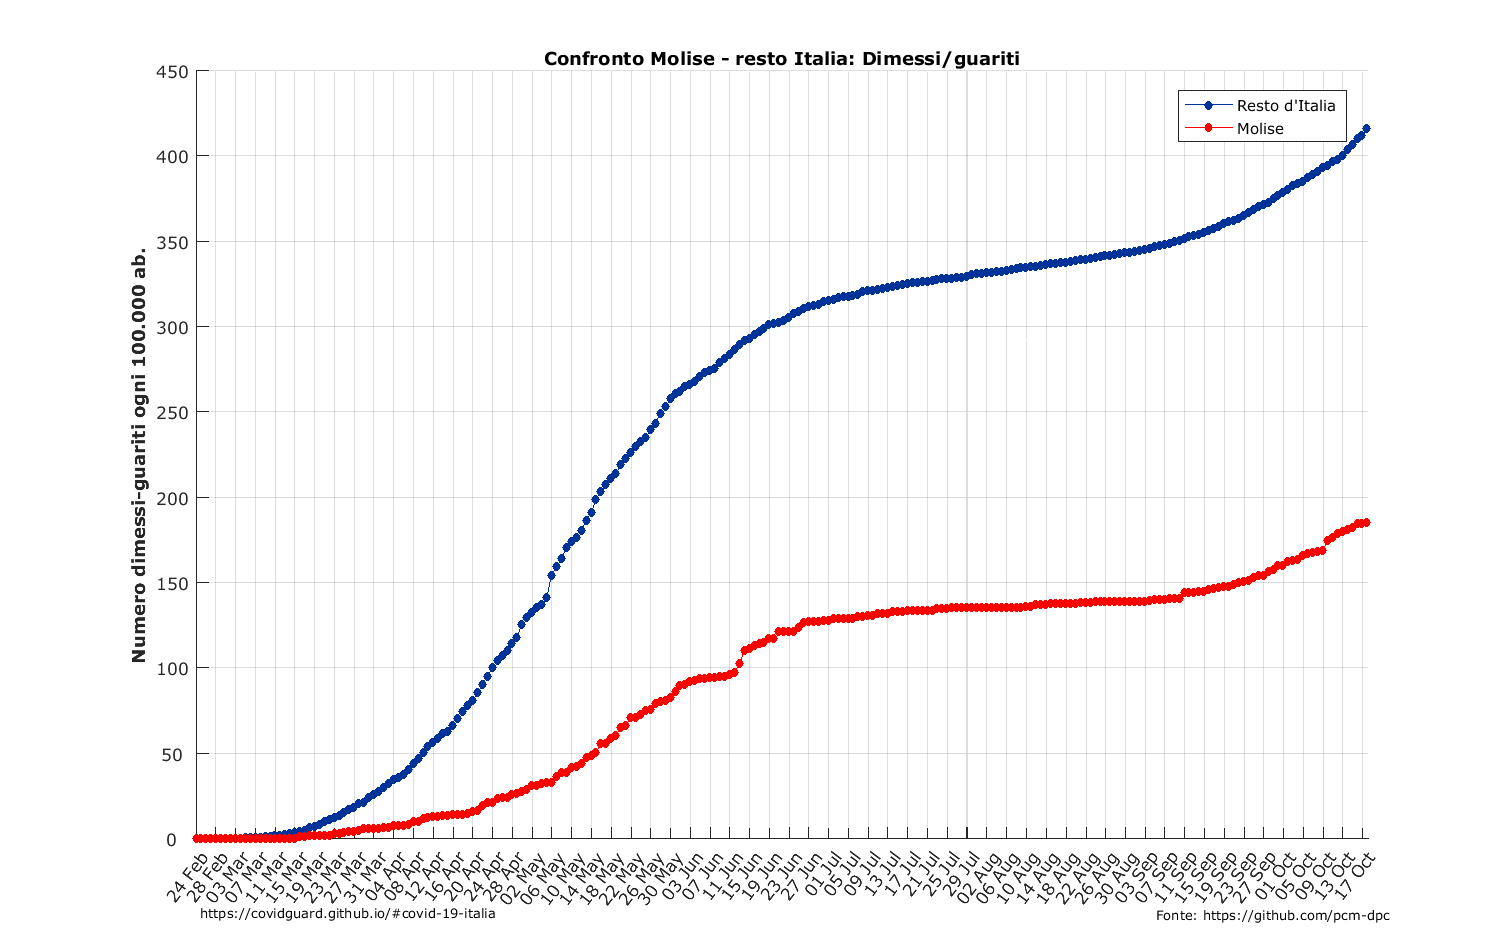 Confronto Molise - resto Italia: Dimessi/guariti
Resto d'Italia
Molise
Numero dimessi-guariti ogni 100.000 ab.
450
400
350
300
250
200
150
100
50
0
24 Feb
28 Feb
03 Mar
07 Mar
11 Mar
15 Mar
19 Mar
23 Mar
27 Mar
31 Mar
04 Apr
08 Apr
12 Apr
16 Apr
20 Apr
24 Apr
28 Apr
02 May
06 May
10 May
14 May
18 May
22 May
26 May
30 May
03 Jun
07 Jun
11 Jun
15 Jun
19 Jun
23 Jun
27 Jun
01 Jul
05 Jul
09 Jul
13 Jul
17 Jul
21 Jul
25 Jul
29 Jul
02 Aug
06 Aug
10 Aug
14 Aug
18 Aug
22 Aug
26 Aug
30 Aug
03 Sep
07 Sep
11 Sep
15 Sep
19 Sep
23 Sep
27 Sep
01 Oct
05 Oct
09 Oct
13 Oct
17 Oct
https://covidguard.github.io/#covid-19-italia
Fonte: https://github.com/pcm-dpc